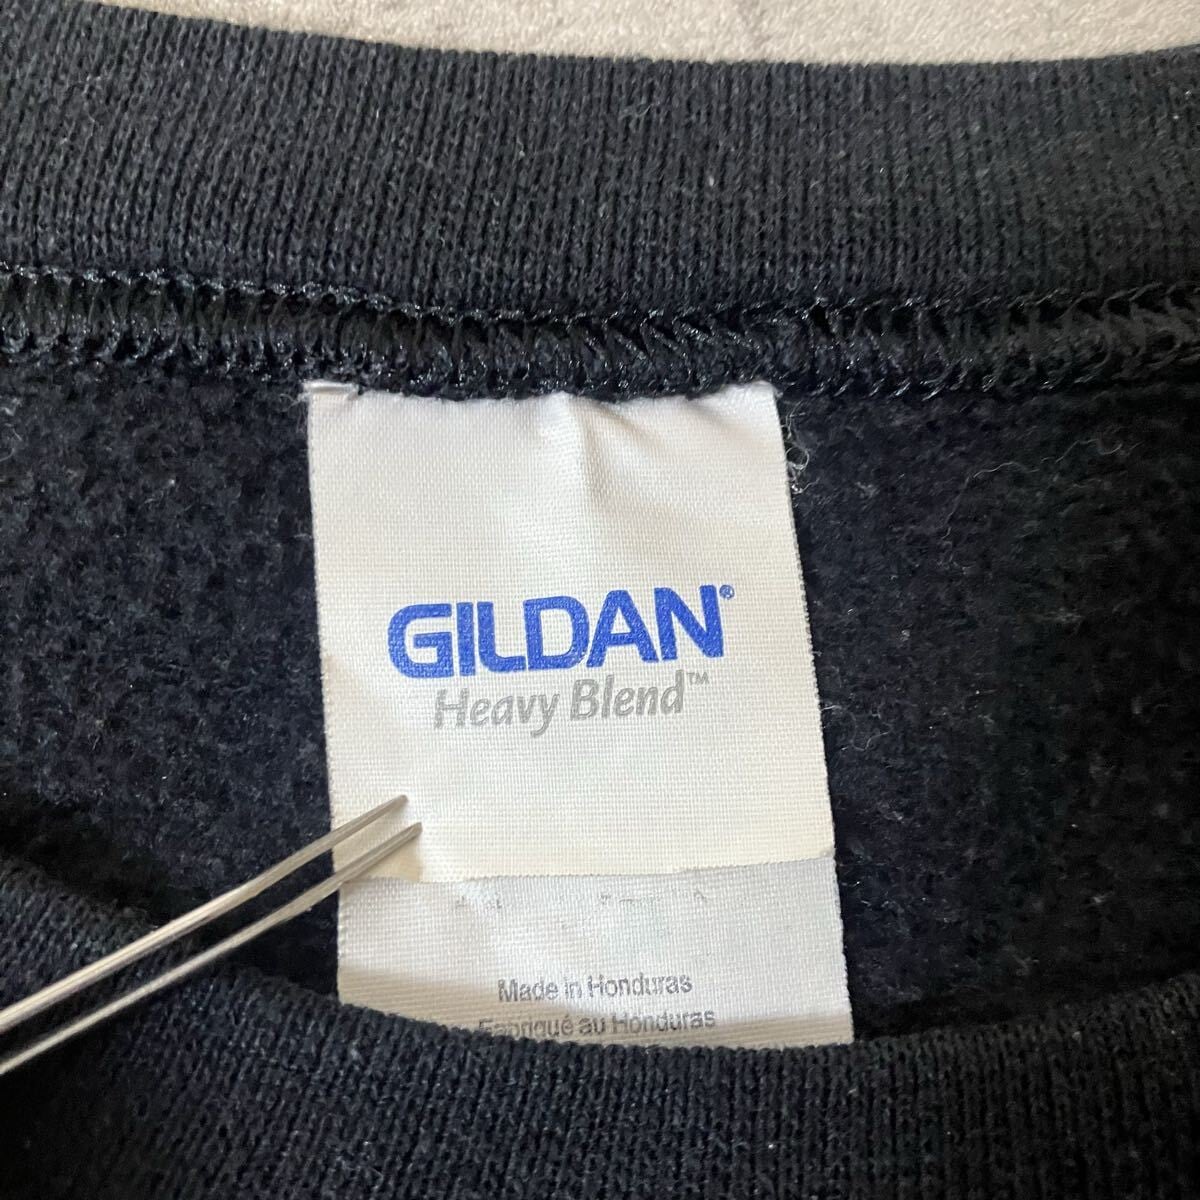 GILDAN®
Heavy Blend™
Made in Honduras
Fabriqué au Honduras